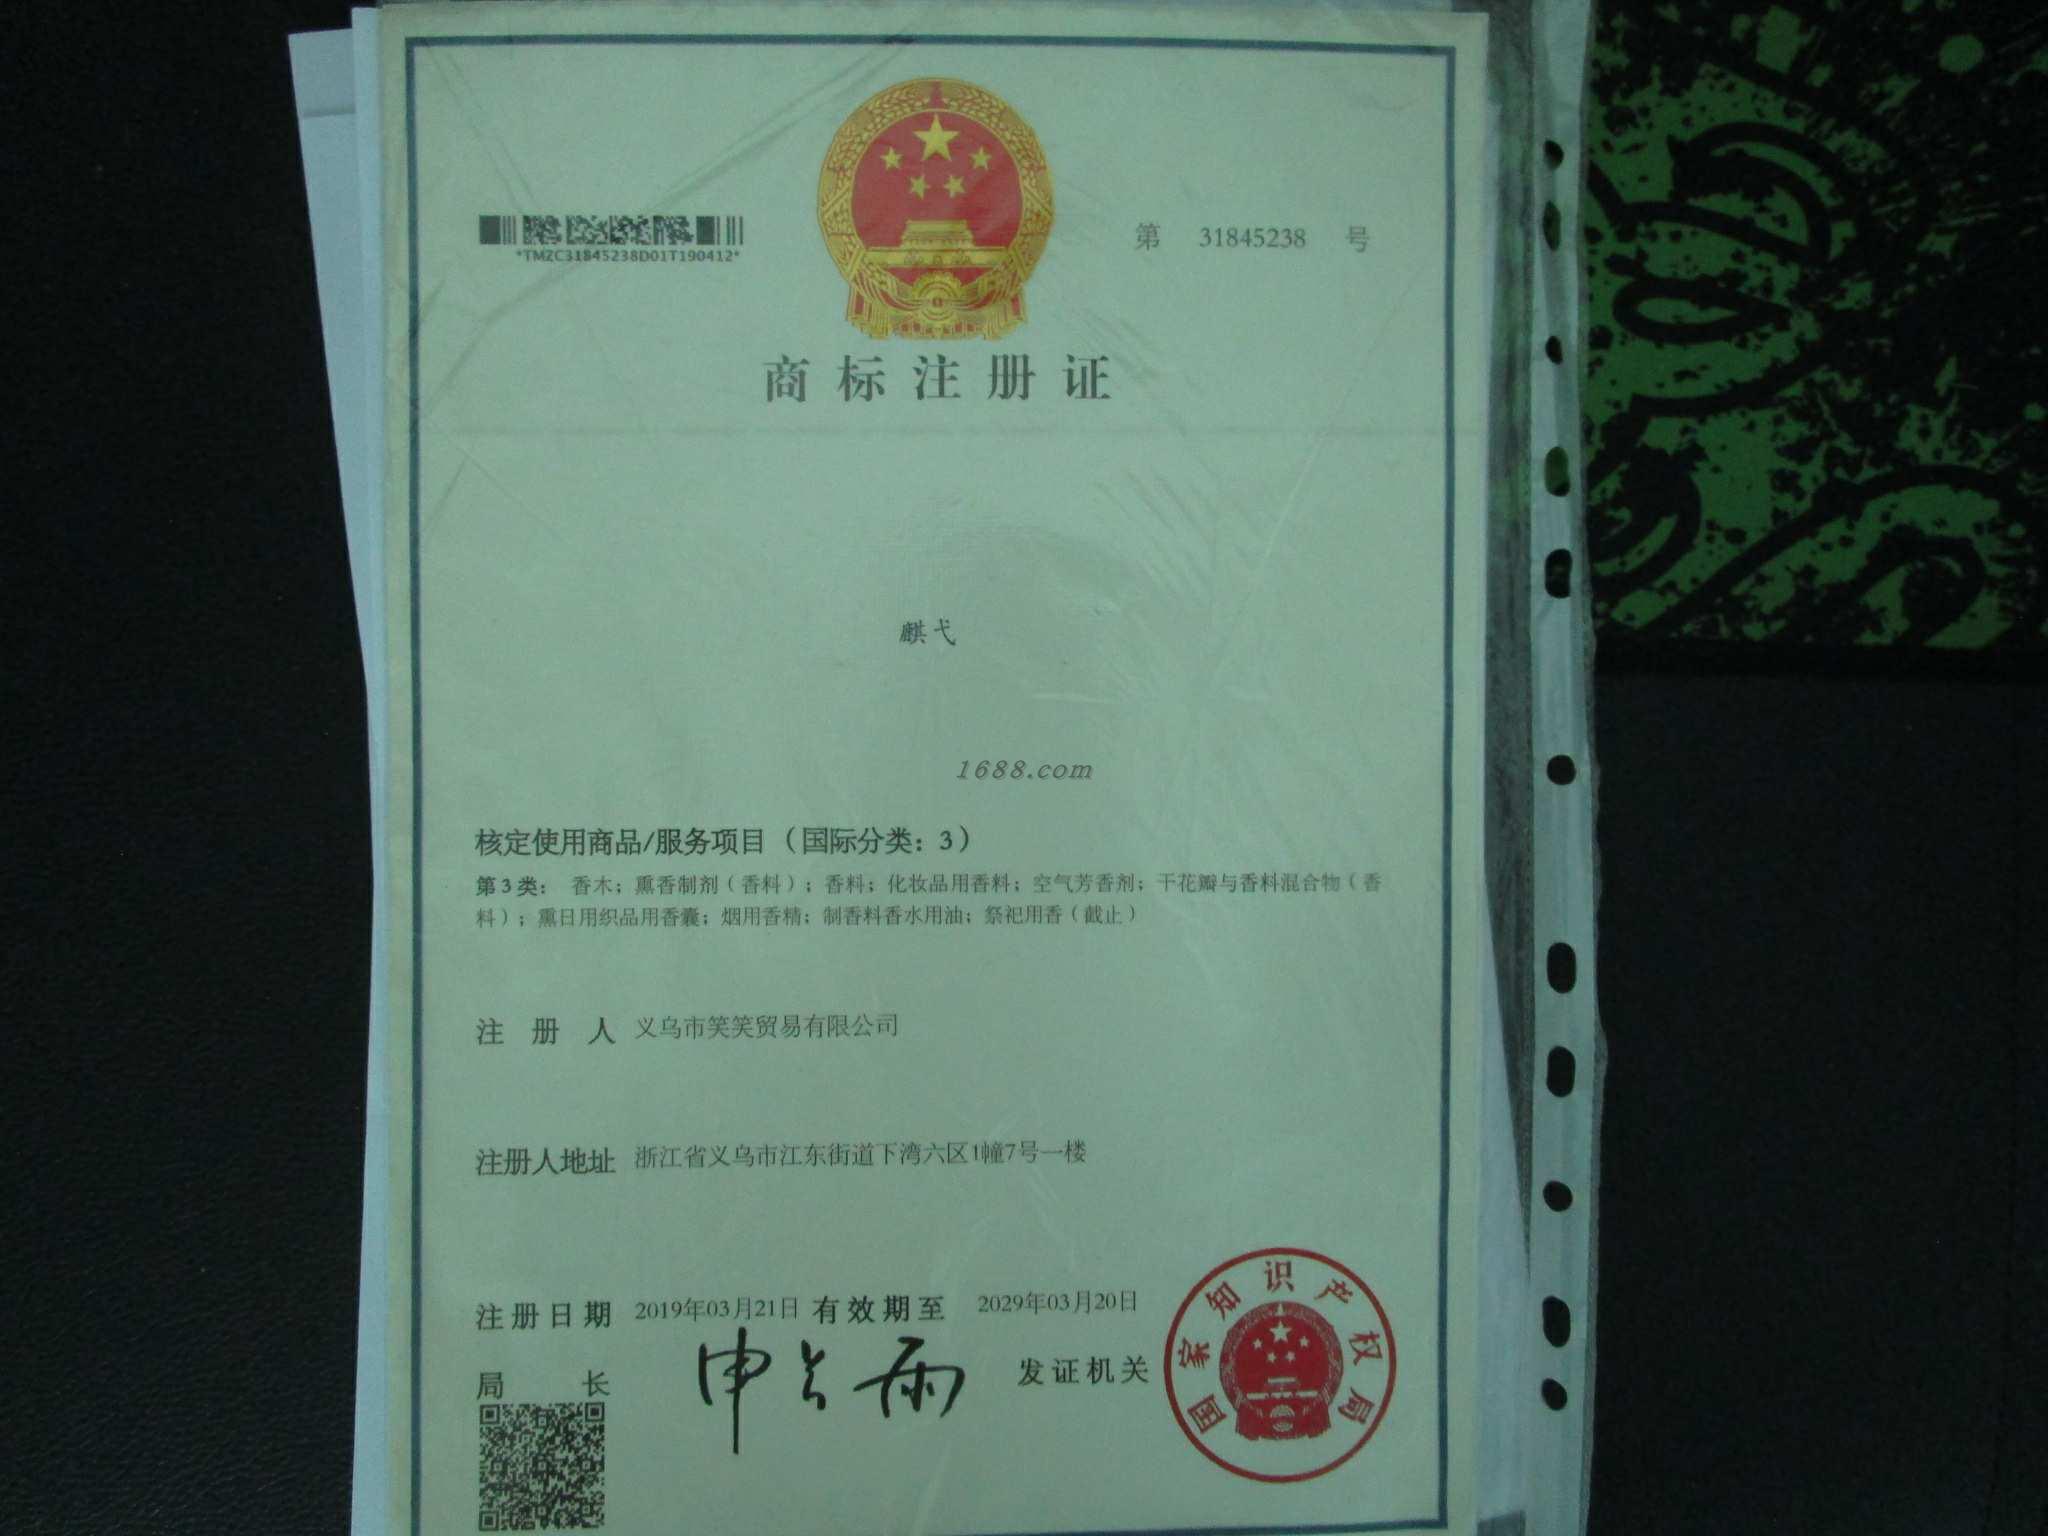 *TMZC31845238D01T190412*
第 31845238 号
商标注册证
麒弋
1688.com
核定使用商品/服务项目（国际分类：3）
第3类： 香木；熏香制剂（香料）；香料；化妆品用香料；空气芳香剂；干花瓣与香料混合物（香
料）；熏日用织品用香囊；烟用香精；制香料香水用油；祭祀用香（截止）
注 册 人 义乌市笑笑贸易有限公司
注册人地址 浙江省义乌市江东街道下湾六区1幢7号一楼
注册日期 2019年03月21日 有效期至 2029年03月20日
局 长 申长雨 发证机关
国家知识产权局